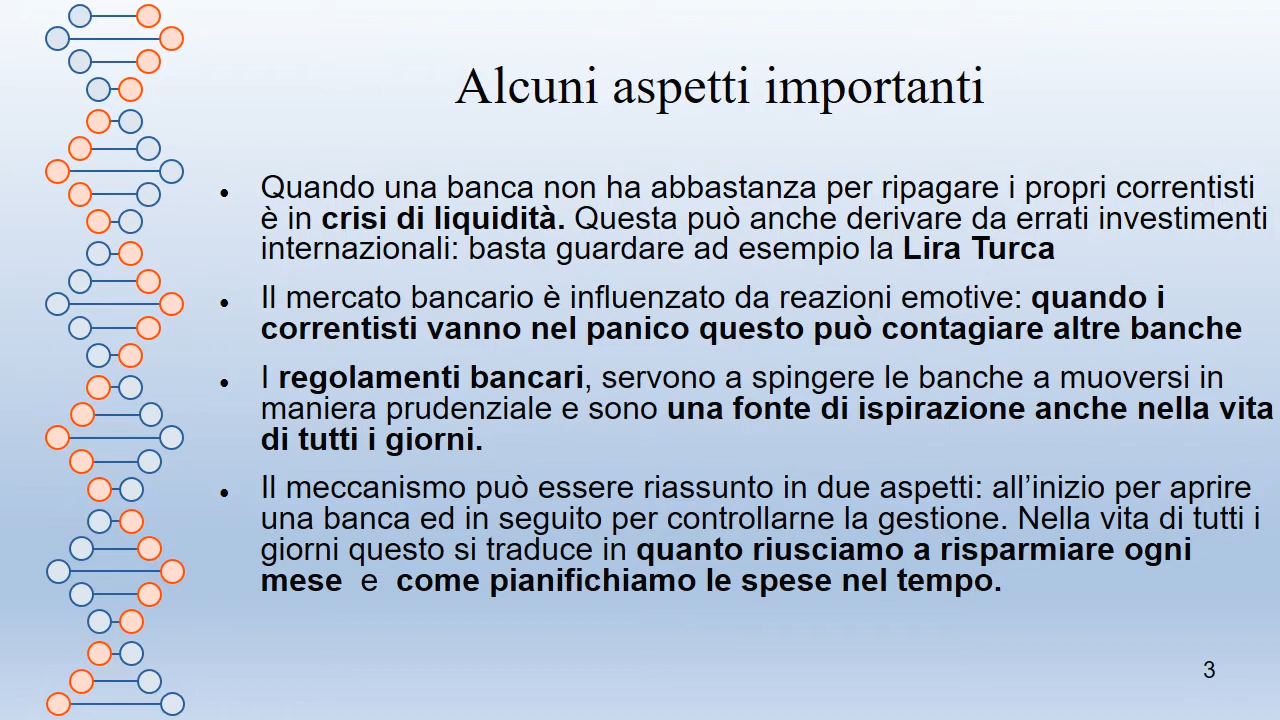 Alcuni aspetti importanti
• Quando una banca non ha abbastanza per ripagare i propri correntisti
è in crisi di liquidità. Questa può anche derivare da errati investimenti
internazionali: basta guardare ad esempio la Lira Turca
• Il mercato bancario è influenzato da reazioni emotive: quando i
correntisti vanno nel panico questo può contagiare altre banche
• I regolamenti bancari, servono a spingere le banche a muoversi in
maniera prudenziale e sono una fonte di ispirazione anche nella vita
di tutti i giorni.
• Il meccanismo può essere riassunto in due aspetti: all’inizio per aprire
una banca ed in seguito per controllarne la gestione. Nella vita di tutti i
giorni questo si traduce in quanto riusciamo a risparmiare ogni
mese e come pianifichiamo le spese nel tempo.
3